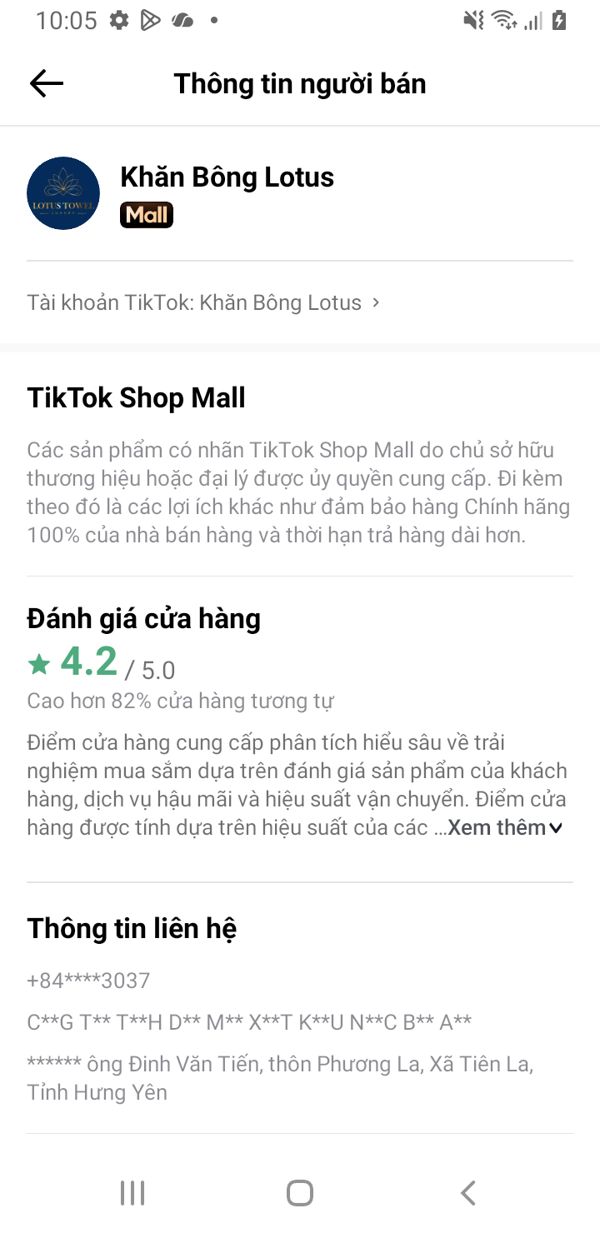 10:05
Thông tin người bán
LOTUS TOWEL
Khăn Bông Lotus
Mall
Tài khoản TikTok: Khăn Bông Lotus >
TikTok Shop Mall
Các sản phẩm có nhãn TikTok Shop Mall do chủ sở hữu
thương hiệu hoặc đại lý được ủy quyền cung cấp. Đi kèm
theo đó là các lợi ích khác như đảm bảo hàng Chính hãng
100% của nhà bán hàng và thời hạn trả hàng dài hơn.
Đánh giá cửa hàng
4.2 / 5.0
Cao hơn 82% cửa hàng tương tự
Điểm cửa hàng cung cấp phân tích hiểu sâu về trải
nghiệm mua sắm dựa trên đánh giá sản phẩm của khách
hàng, dịch vụ hậu mãi và hiệu suất vận chuyển. Điểm cửa
hàng được tính dựa trên hiệu suất của các ...Xem thêm
Thông tin liên hệ
+84****3037
C**G T** T**H D** M** X**T K**U N**C B** A**
****** ông Đinh Văn Tiến, thôn Phương La, Xã Tiên La,
Tỉnh Hưng Yên